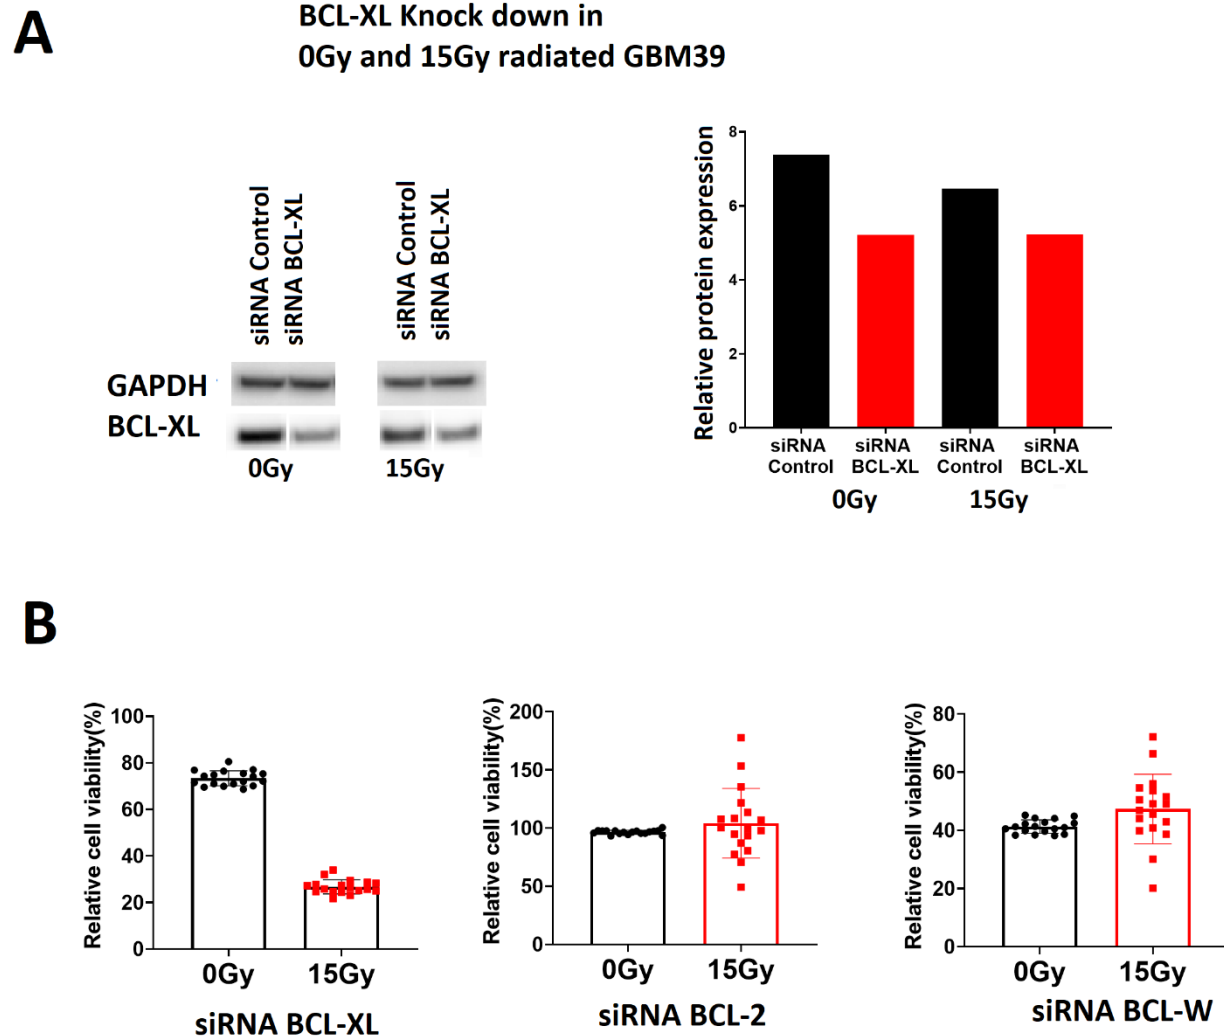 A
BCL-XL Knock down in
0Gy and 15Gy radiated GBM39
siRNA Control
siRNA BCL-XL
siRNA Control
siRNA BCL-XL
GAPDH
BCL-XL
0Gy
15Gy
Relative protein expression
8
6
4
2
0
siRNA Control
siRNA BCL-XL
siRNA Control
siRNA BCL-XL
0Gy
15Gy
B
Relative cell viability(%)
100
80
60
40
20
0
0Gy
15Gy
siRNA BCL-XL
Relative cell viability(%)
200
150
100
50
0
0Gy
15Gy
siRNA BCL-2
Relative cell viability(%)
80
60
40
20
0
0Gy
15Gy
siRNA BCL-W